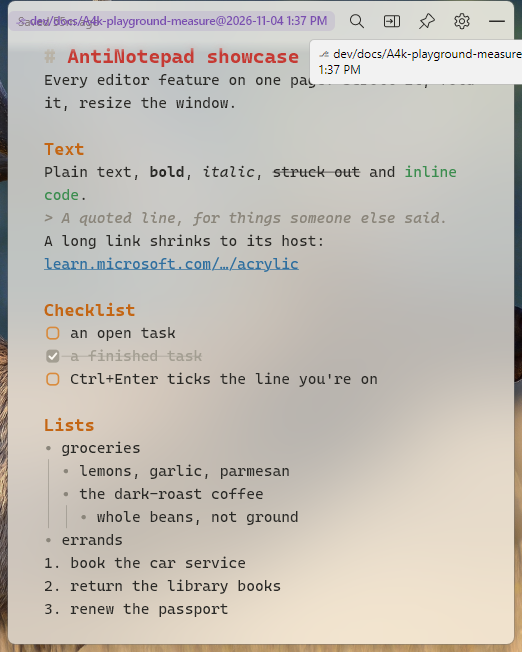 dev/docs/A4k-playground-measure@2026-11-04 1:37 PM
dev/docs/A4k-playground-measure
1:37 PM
# AntiNotepad showcase
Every editor feature on one page.
it, resize the window.
Text
Plain text, bold, italic, struck out and inline
code.
> A quoted line, for things someone else said.
A long link shrinks to its host:
learn.microsoft.com/…/acrylic
Checklist
an open task
a finished task
Ctrl+Enter ticks the line you're on
Lists
• groceries
• lemons, garlic, parmesan
• the dark-roast coffee
• whole beans, not ground
• errands
1. book the car service
2. return the library books
3. renew the passport